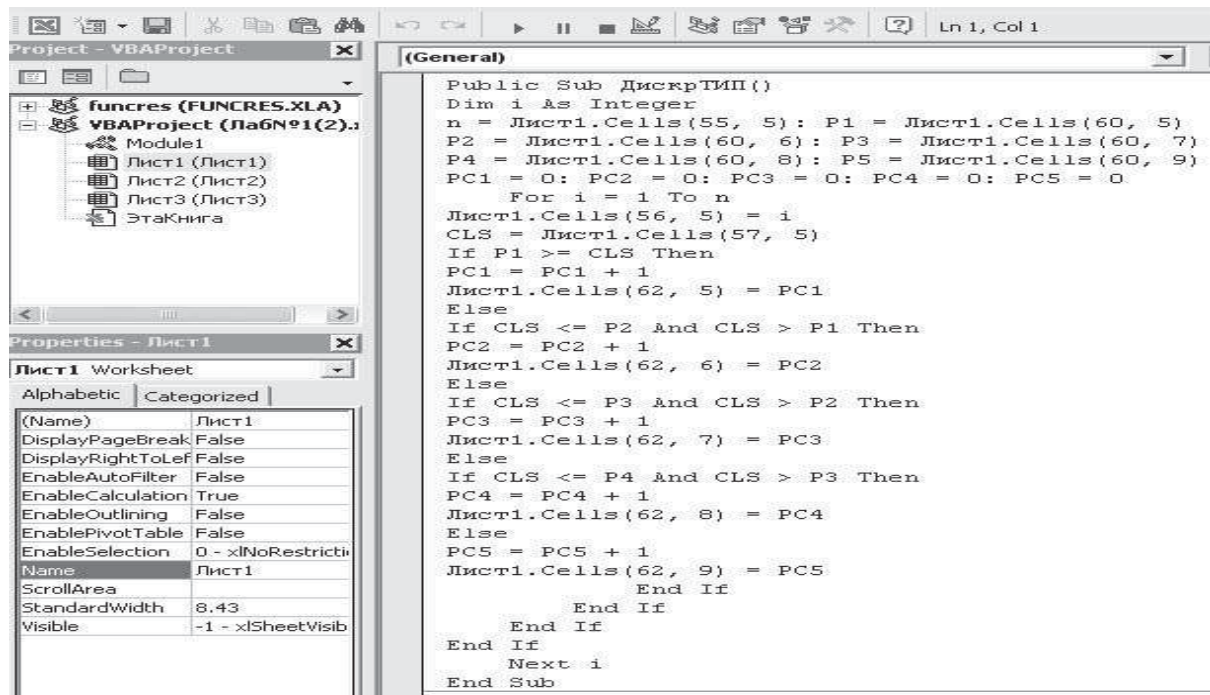 Ln 1, Col 1
Project - VBAProject
funcres (FUNCRES.XLA)
VBAProject (Лаб№1(2).
Module1
Лист1 (Лист1)
Лист2 (Лист2)
Лист3 (Лист3)
ЭтаКнига
Properties - Лист1
Лист1 Worksheet
Alphabetic Categorized
(Name) Лист1
DisplayPageBreak False
DisplayRightToLef False
EnableAutoFilter False
EnableCalculation True
EnableOutlining False
EnablePivotTable False
EnableSelection 0 - xlNoRestricti
Name Лист1
ScrollArea
StandardWidth 8.43
Visible -1 - xlSheetVisib
(General)
Public Sub ДискрТИП()
Dim i As Integer
n = Лист1.Cells(55, 5): P1 = Лист1.Cells(60, 5)
P2 = Лист1.Cells(60, 6): P3 = Лист1.Cells(60, 7)
P4 = Лист1.Cells(60, 8): P5 = Лист1.Cells(60, 9)
PC1 = 0: PC2 = 0: PC3 = 0: PC4 = 0: PC5 = 0
For i = 1 To n
Лист1.Cells(56, 5) = i
CLS = Лист1.Cells(57, 5)
If P1 >= CLS Then
PC1 = PC1 + 1
Лист1.Cells(62, 5) = PC1
Else
If CLS <= P2 And CLS > P1 Then
PC2 = PC2 + 1
Лист1.Cells(62, 6) = PC2
Else
If CLS <= P3 And CLS > P2 Then
PC3 = PC3 + 1
Лист1.Cells(62, 7) = PC3
Else
If CLS <= P4 And CLS > P3 Then
PC4 = PC4 + 1
Лист1.Cells(62, 8) = PC4
Else
PC5 = PC5 + 1
Лист1.Cells(62, 9) = PC5
End If
End If
End If
End If
Next i
End Sub